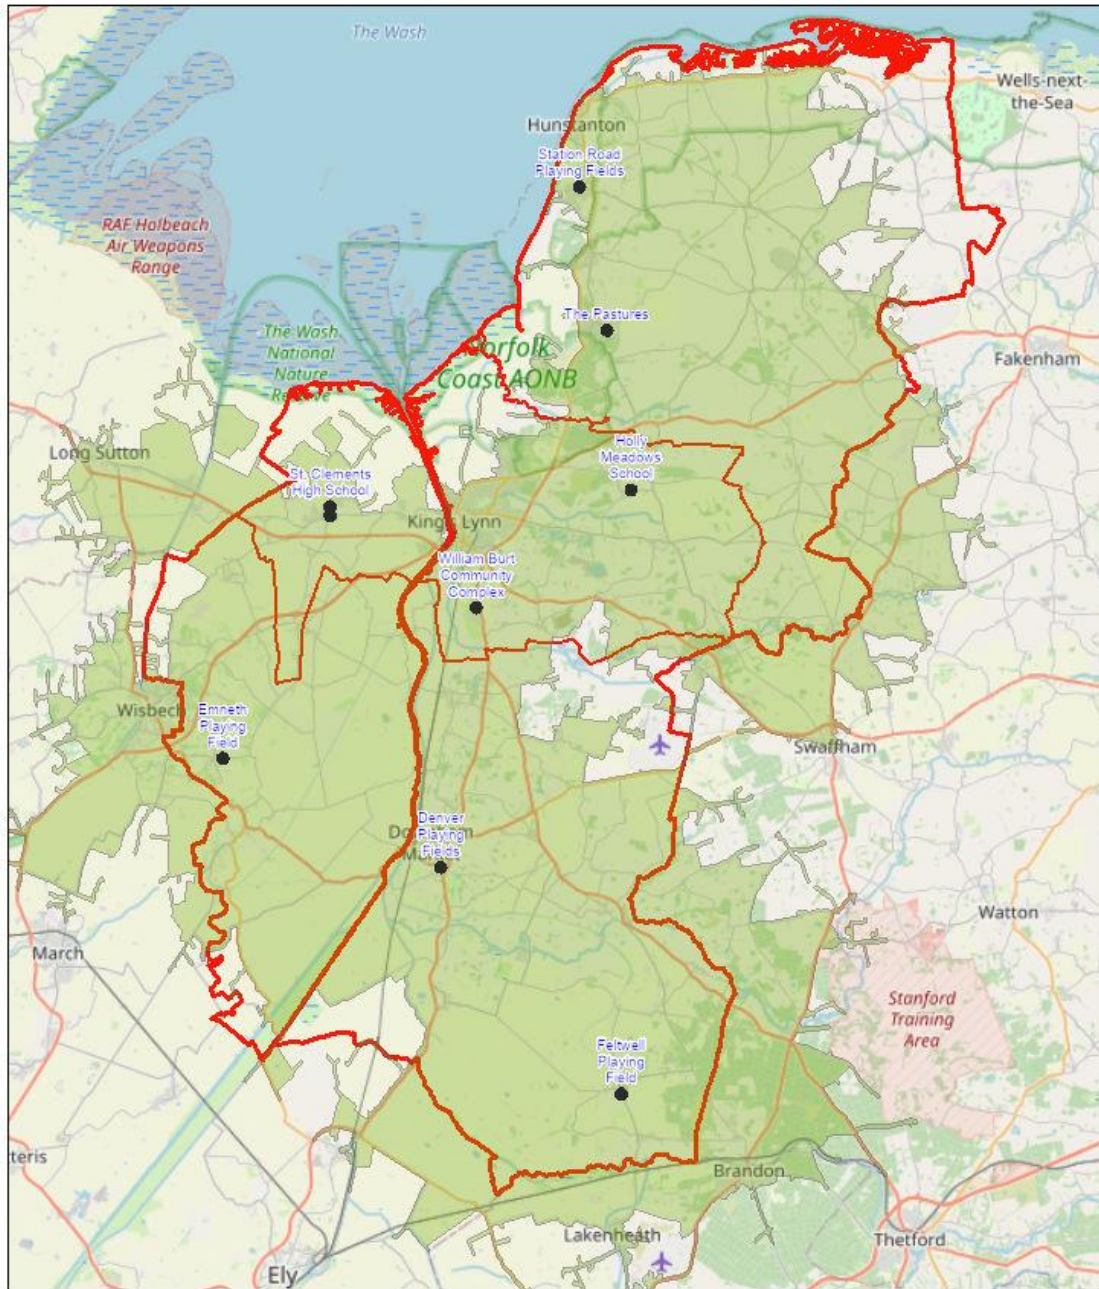 The Wash
Wells-next-
the-Sea
Hunstanton
Station Road
Playing Fields
RAF Holbeach
Air Weapons
Range
The Pastures
The Wash
National
Nature
Reserve
Norfolk
Coast AONB
Fakenham
Long Sutton
Holly
Meadows
School
St. Clements
High School
King's Lynn
William Burt
Community
Complex
Wisbech
Emneth
Playing
Field
Swaffham
Denver
Playing
Fields
Watton
March
Stanford
Training
Area
Feltwell
Playing
Field
tteris
Brandon
Lakenheath
Thetford
Ely